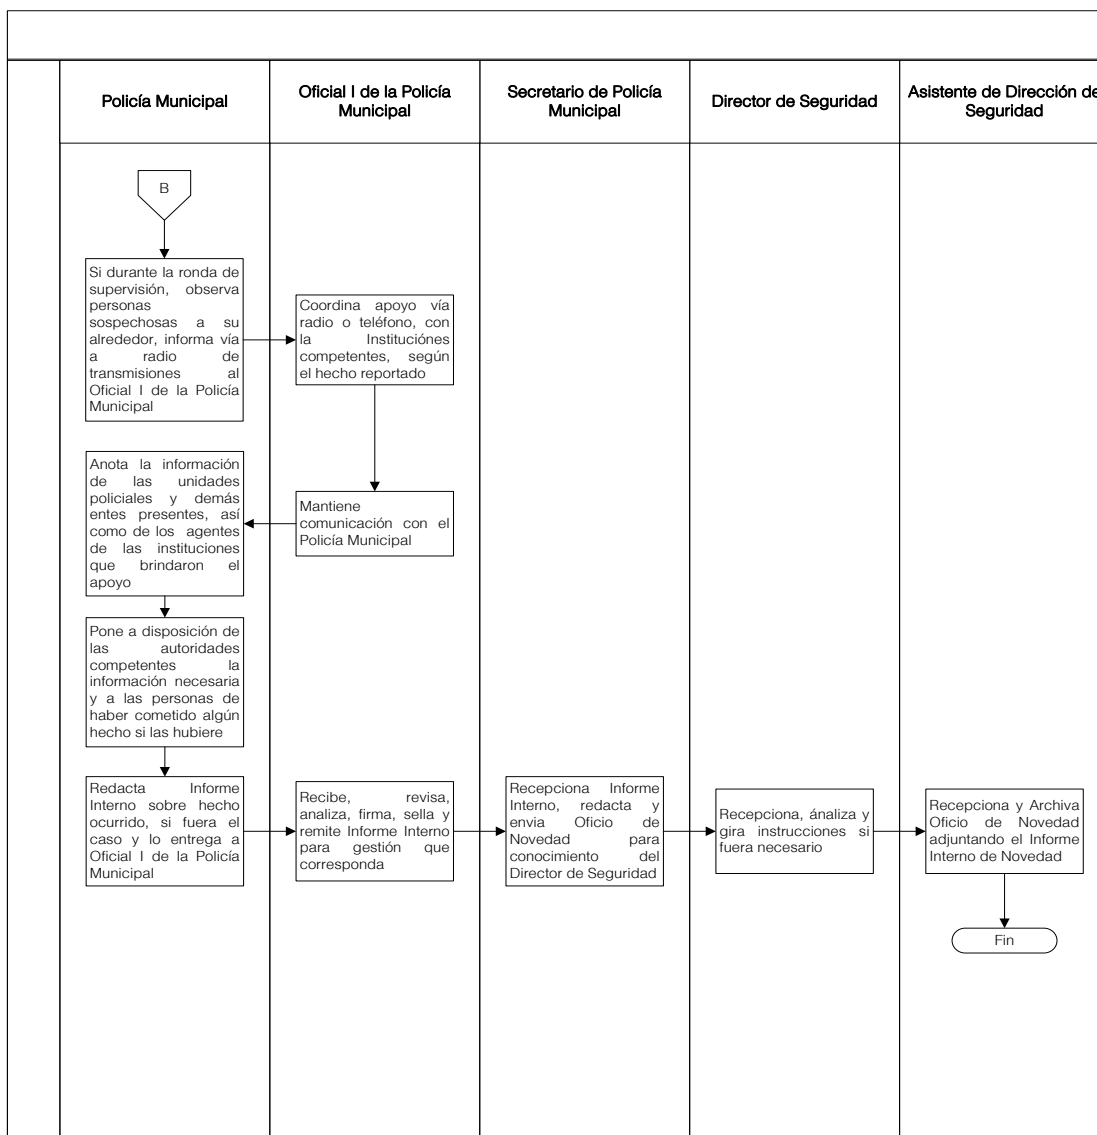 Policía Municipal
Oficial I de la Policía
Municipal
Secretario de Policía
Municipal
Director de Seguridad
Asistente de Dirección de
Seguridad
B
Si durante la ronda de
supervisión, observa
personas
sospechosas a su
alrededor, informa vía
a radio de
transmisiones al
Oficial I de la Policía
Municipal
Coordina apoyo vía
radio o teléfono, con
la Instituciónes
competentes, según
el hecho reportado
Anota la información
de las unidades
policiales y demás
entes presentes, así
como de los agentes
de las instituciones
que brindaron el
apoyo
Mantiene
comunicación con el
Policía Municipal
Pone a disposición de
las autoridades
competentes la
información necesaria
y a las personas de
haber cometido algún
hecho si las hubiere
Redacta Informe
Interno sobre hecho
ocurrido, si fuera el
caso y lo entrega a
Oficial I de la Policía
Municipal
Recibe, revisa,
analiza, firma, sella y
remite Informe Interno
para gestión que
corresponda
Recepciona Informe
Interno, redacta y
envia Oficio de
Novedad para
conocimiento del
Director de Seguridad
Recepciona, ánaliza y
gira instrucciones si
fuera necesario
Recepciona y Archiva
Oficio de Novedad
adjuntando el Informe
Interno de Novedad
Fin